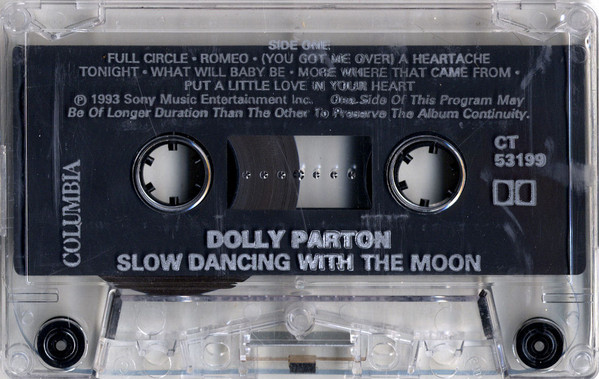 SIDE ONE:
FULL CIRCLE • ROMEO • (YOU GOT ME OVER) A HEARTACHE
TONIGHT • WHAT WILL BABY BE • MORE WHERE THAT CAME FROM •
PUT A LITTLE LOVE IN YOUR HEART
℗ 1993 Sony Music Entertainment Inc. One Side Of This Program May
Be Of Longer Duration Than The Other To Preserve The Album Continuity.
CT
53199
COLUMBIA
DOLLY PARTON
SLOW DANCING WITH THE MOON